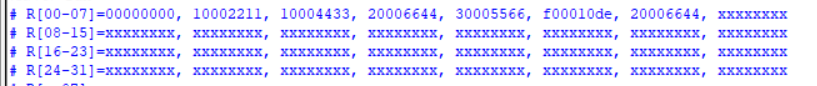 # R[00-07]=00000000, 10002211, 10004433, 20006644, 30005566, f00010de, 20006644, xxxxxxxx
# R[08-15]=xxxxxxxx, xxxxxxxx, xxxxxxxx, xxxxxxxx, xxxxxxxx, xxxxxxxx, xxxxxxxx, xxxxxxxx
# R[16-23]=xxxxxxxx, xxxxxxxx, xxxxxxxx, xxxxxxxx, xxxxxxxx, xxxxxxxx, xxxxxxxx, xxxxxxxx
# R[24-31]=xxxxxxxx, xxxxxxxx, xxxxxxxx, xxxxxxxx, xxxxxxxx, xxxxxxxx, xxxxxxxx, xxxxxxxx